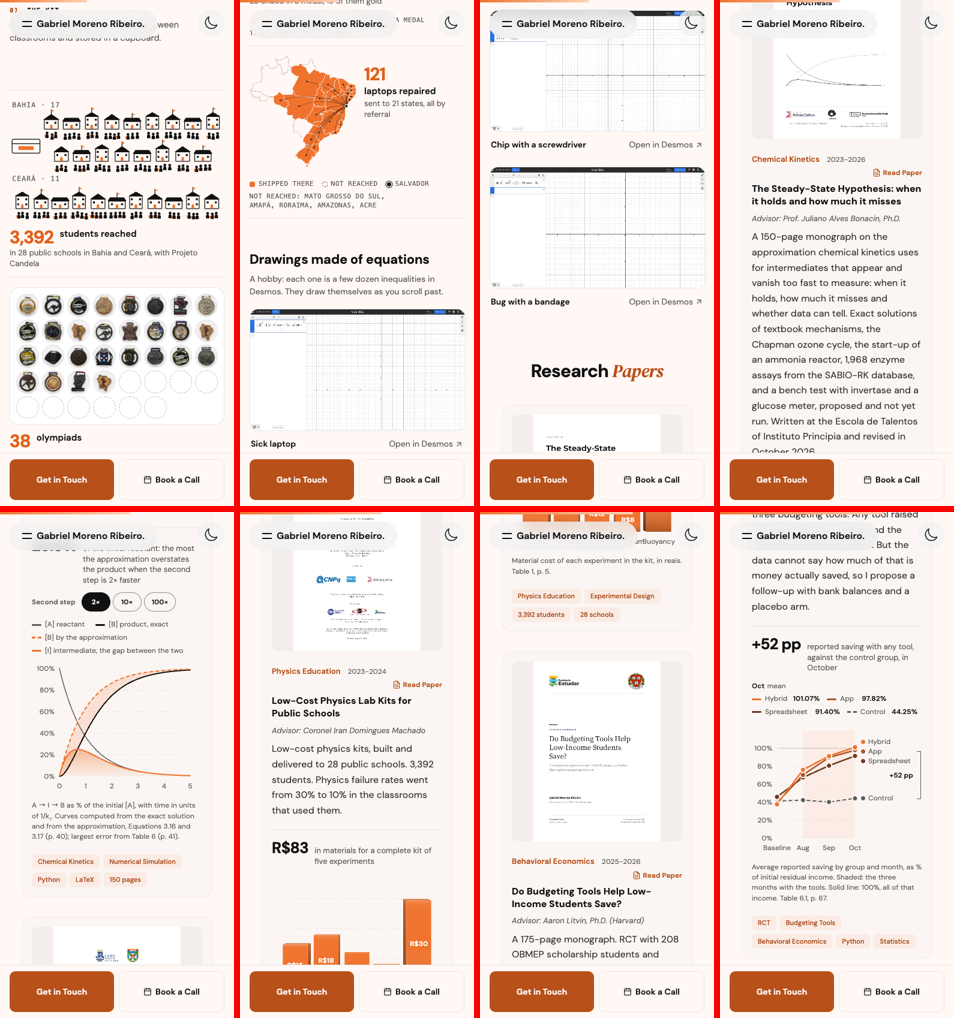 Gabriel Moreno Ribeiro.
ween
classrooms and stored in a cupboard.
BAHIA · 17
CEARÁ · 11
3,392 students reached
in 28 public schools in Bahia and Ceará, with Projeto
Candela
38 olympiads
Get in Touch
Book a Call
Gabriel Moreno Ribeiro.
A MEDAL
121
laptops repaired
sent to 21 states, all by
referral
SHIPPED THERE NOT REACHED SALVADOR
NOT REACHED: MATO GROSSO DO SUL,
AMAPÁ, RORAIMA, AMAZONAS, ACRE
Drawings made of equations
A hobby: each one is a few dozen inequalities in
Desmos. They draw themselves as you scroll past.
Sick laptop Open in Desmos ↗
Get in Touch
Book a Call
Gabriel Moreno Ribeiro.
Chip with a screwdriver Open in Desmos ↗
Bug with a bandage Open in Desmos ↗
Research Papers
The Steady-State
Get in Touch
Book a Call
Hypothesis
Gabriel Moreno Ribeiro.
Chemical Kinetics 2023-2026
Read Paper
The Steady-State Hypothesis: when
it holds and how much it misses
Advisor: Prof. Juliano Alves Bonacin, Ph.D.
A 150-page monograph on the
approximation chemical kinetics uses
for intermediates that appear and
vanish too fast to measure: when it
holds, how much it misses and
whether data can tell. Exact solutions
of textbook mechanisms, the
Chapman ozone cycle, the start-up of
an ammonia reactor, 1,968 enzyme
assays from the SABIO-RK database,
and a bench test with invertase and a
glucose meter, proposed and not yet
run. Written at the Escola de Talentos
of Instituto Principia and revised in
October 2026
Get in Touch
Book a Call
Gabriel Moreno Ribeiro.
of the initial reactant: the most
the approximation overstates
the product when the second
step is 2× faster
Second step 2× 10× 100×
[A] reactant [B] product, exact
[B] by the approximation
[I] intermediate, the gap between the two
100%
80%
60%
40%
20%
0%
0 1 2 3 4 5
A → I → B as % of the initial [A], with time in units
of 1/k₁. Curves computed from the exact solution
and from the approximation, Equations 3.16 and
3.17 (p. 40); largest error from Table 6 (p. 41).
Chemical Kinetics Numerical Simulation
Python LaTeX 150 pages
Get in Touch
Book a Call
Gabriel Moreno Ribeiro.
CNPq
Physics Education 2023-2024
Read Paper
Low-Cost Physics Lab Kits for
Public Schools
Advisor: Coronel Iran Domingues Machado
Low-cost physics kits, built and
delivered to 28 public schools. 3,392
students. Physics failure rates went
from 30% to 10% in the classrooms
that used them.
R$83 in materials for a complete kit of
five experiments
R$18
R$30
Get in Touch
Book a Call
R$8
Gabriel Moreno Ribeiro.
Buoyancy
Material cost of each experiment in the kit, in reais.
Table 1, p. 5.
Physics Education Experimental Design
3,392 students 28 schools
Estudar
Do Budgeting Tools Help
Low-Income Students
Save?
Behavioral Economics 2025-2026
Read Paper
Do Budgeting Tools Help Low-
Income Students Save?
Advisor: Aaron Litvin, Ph.D. (Harvard)
A 175-page monograph. RCT with 208
OBMEP scholarship students and
Get in Touch
Book a Call
three budgeting tools. Any tool raised
Gabriel Moreno Ribeiro.
nd the
But the
data cannot say how much of that is
money actually saved, so I propose a
follow-up with bank balances and a
placebo arm.
+52 pp reported saving with any tool,
against the control group, in
October
Oct mean
Hybrid 101.07% App 97.82%
Spreadsheet 91.40% Control 44.25%
100%
80%
60%
40%
20%
0%
Hybrid
App
Spreadsheet
+52 pp
Control
Baseline Aug Sep Oct
Average reported saving by group and month, as %
of initial residual income. Shaded: the three
months with the tools. Solid line: 100%, all of that
income. Table 6.1, p. 67.
RCT Budgeting Tools
Behavioral Economics Python Statistics
Get in Touch
Book a Call